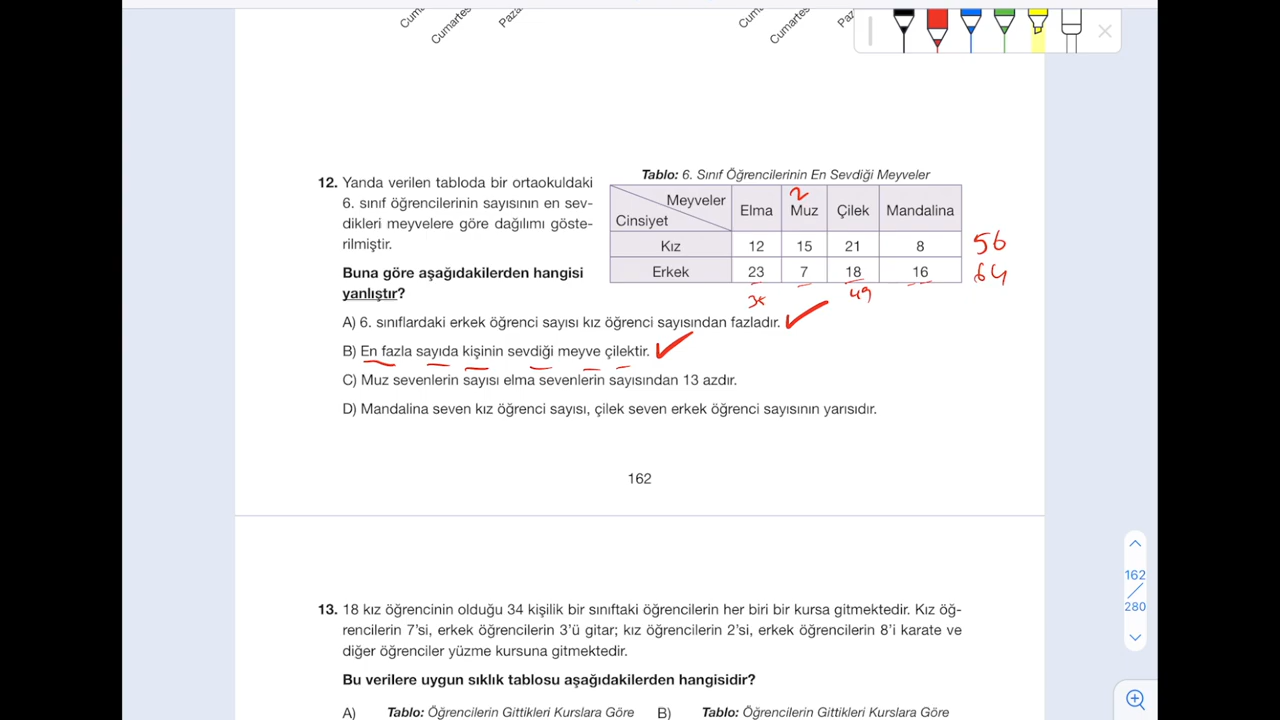 Cumartes
Paza
Cumartes
12. Yanda verilen tabloda bir ortaokuldaki
6. sınıf öğrencilerinin sayısının en sev-
dikleri meyvelere göre dağılımı göste-
rilmiştir.
Buna göre aşağıdakilerden hangisi
yanlıştır?
Tablo: 6. Sınıf Öğrencilerinin En Sevdiği Meyveler
Meyveler
Cinsiyet
2
Elma Muz Çilek Mandalina
Kız 12 15 21 8 56
Erkek 23 7 18 16 64
49
A) 6. sınıflardaki erkek öğrenci sayısı kız öğrenci sayısından fazladır.
B) En fazla sayıda kişinin sevdiği meyve çilektir.
C) Muz sevenlerin sayısı elma sevenlerin sayısından 13 azdır.
D) Mandalina seven kız öğrenci sayısı, çilek seven erkek öğrenci sayısının yarısıdır.
162
13. 18 kız öğrencinin olduğu 34 kişilik bir sınıftaki öğrencilerin her biri bir kursa gitmektedir. Kız öğ-
rencilerin 7'si, erkek öğrencilerin 3'ü gitar; kız öğrencilerin 2'si, erkek öğrencilerin 8'i karate ve
diğer öğrenciler yüzme kursuna gitmektedir.
Bu verilere uygun sıklık tablosu aşağıdakilerden hangisidir?
A) Tablo: Öğrencilerin Gittikleri Kurslara Göre
B) Tablo: Öğrencilerin Gittikleri Kurslara Göre
162
280